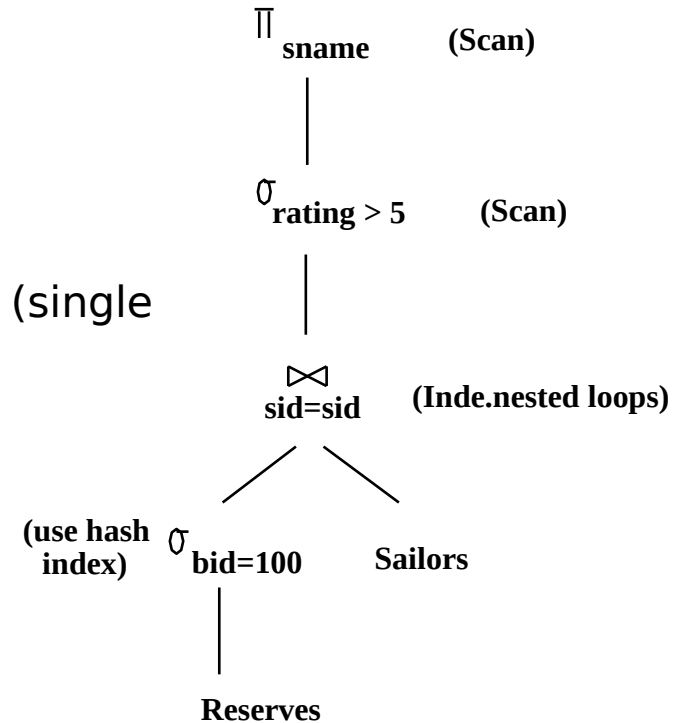 π sname (Scan)
σ rating > 5 (Scan)
(single
⋈
sid=sid (Inde.nested loops)
(use hash
index) σ bid=100 Sailors
Reserves